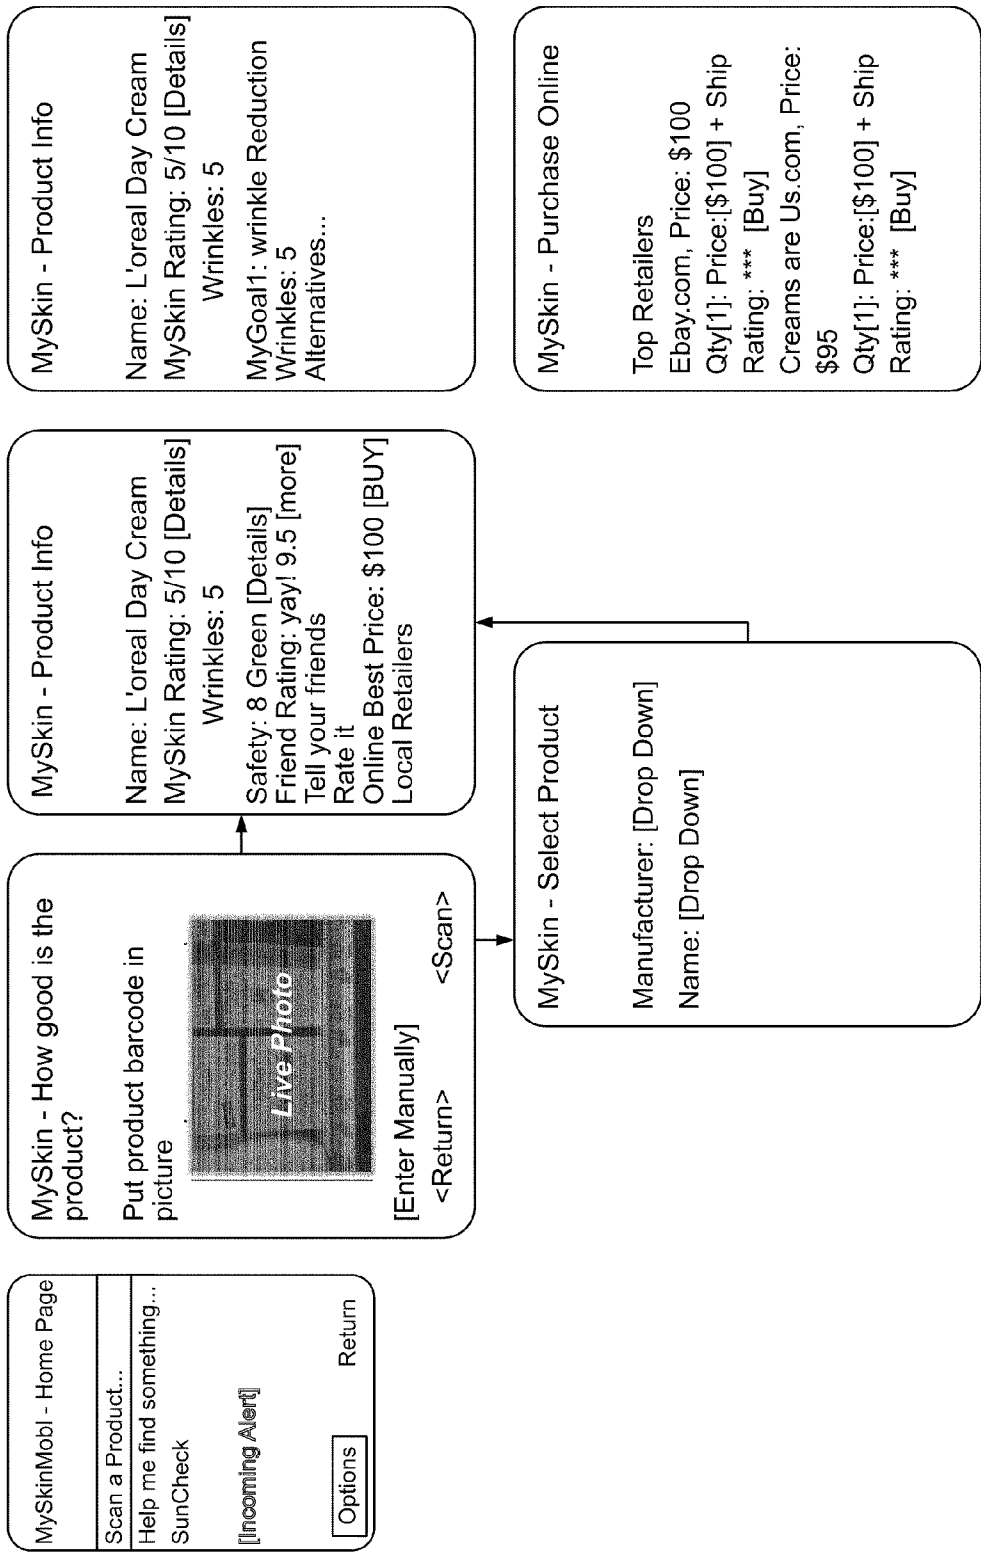 MySkinMobl - Home Page
Scan a Product...
Help me find something...
SunCheck
[Incoming Alert]
Options
Return
MySkin - How good is the
product?
Put product barcode in
picture
Live Photo
[Enter Manually]
<Return> <Scan>
MySkin - Product Info
Name: L'oreal Day Cream
MySkin Rating: 5/10 [Details]
Wrinkles: 5
Safety: 8 Green [Details]
Friend Rating: yay! 9.5 [more]
Tell your friends
Rate it
Online Best Price: $100 [BUY]
Local Retailers
MySkin - Product Info
Name: L'oreal Day Cream
MySkin Rating: 5/10 [Details]
Wrinkles: 5
MyGoal1: wrinkle Reduction
Wrinkles: 5
Alternatives...
MySkin - Select Product
Manufacturer: [Drop Down]
Name: [Drop Down]
MySkin - Purchase Online
Top Retailers
Ebay.com, Price: $100
Qty[1]: Price:[$100] + Ship
Rating: *** [Buy]
Creams are Us.com, Price:
$95
Qty[1]: Price:[$100] + Ship
Rating: *** [Buy]